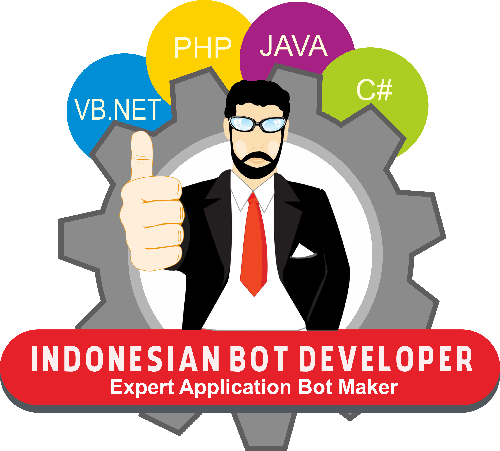 VB.NET
PHP
JAVA
C#
INDONESIAN BOT DEVELOPER
Expert Application Bot Maker